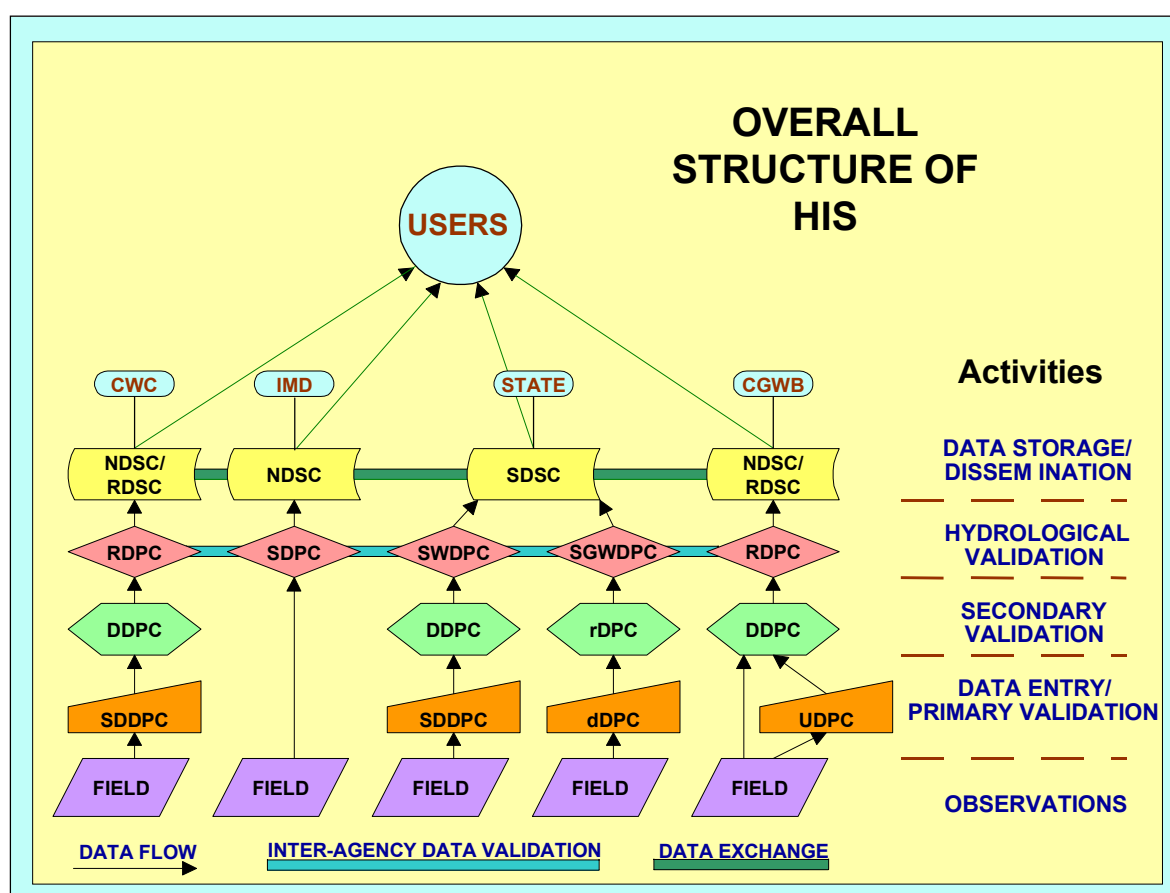 OVERALL
STRUCTURE OF
HIS
USERS
CWC
IMD
STATE
CGWB
Activities
NDSC/
RDSC
NDSC
SDSC
NDSC/
RDSC
DATA STORAGE/
DISSEM INATION
RDPC
SDPC
SWDPC
SGWDPC
RDPC
HYDROLOGICAL
VALIDATION
DDPC
DDPC
rDPC
DDPC
SECONDARY
VALIDATION
SDDPC
SDDPC
dDPC
UDPC
DATA ENTRY/
PRIMARY VALIDATION
FIELD
FIELD
FIELD
FIELD
FIELD
OBSERVATIONS
DATA FLOW
INTER-AGENCY DATA VALIDATION
DATA EXCHANGE